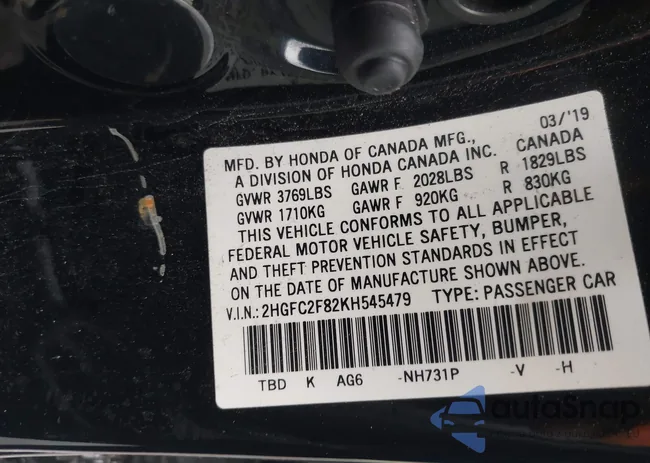 03/'19
MFD. BY HONDA OF CANADA MFG.,
A DIVISION OF HONDA CANADA INC. CANADA
GVWR 3769LBS GAWR F 2028LBS R 1829LBS
GVWR 1710KG GAWR F 920KG R 830KG
THIS VEHICLE CONFORMS TO ALL APPLICABLE
FEDERAL MOTOR VEHICLE SAFETY, BUMPER,
AND THEFT PREVENTION STANDARDS IN EFFECT
ON THE DATE OF MANUFACTURE SHOWN ABOVE.
V.I.N.: 2HGFC2F82KH545479 TYPE: PASSENGER CAR
TBD K AG6 -NH731P -V -H
autoSnap